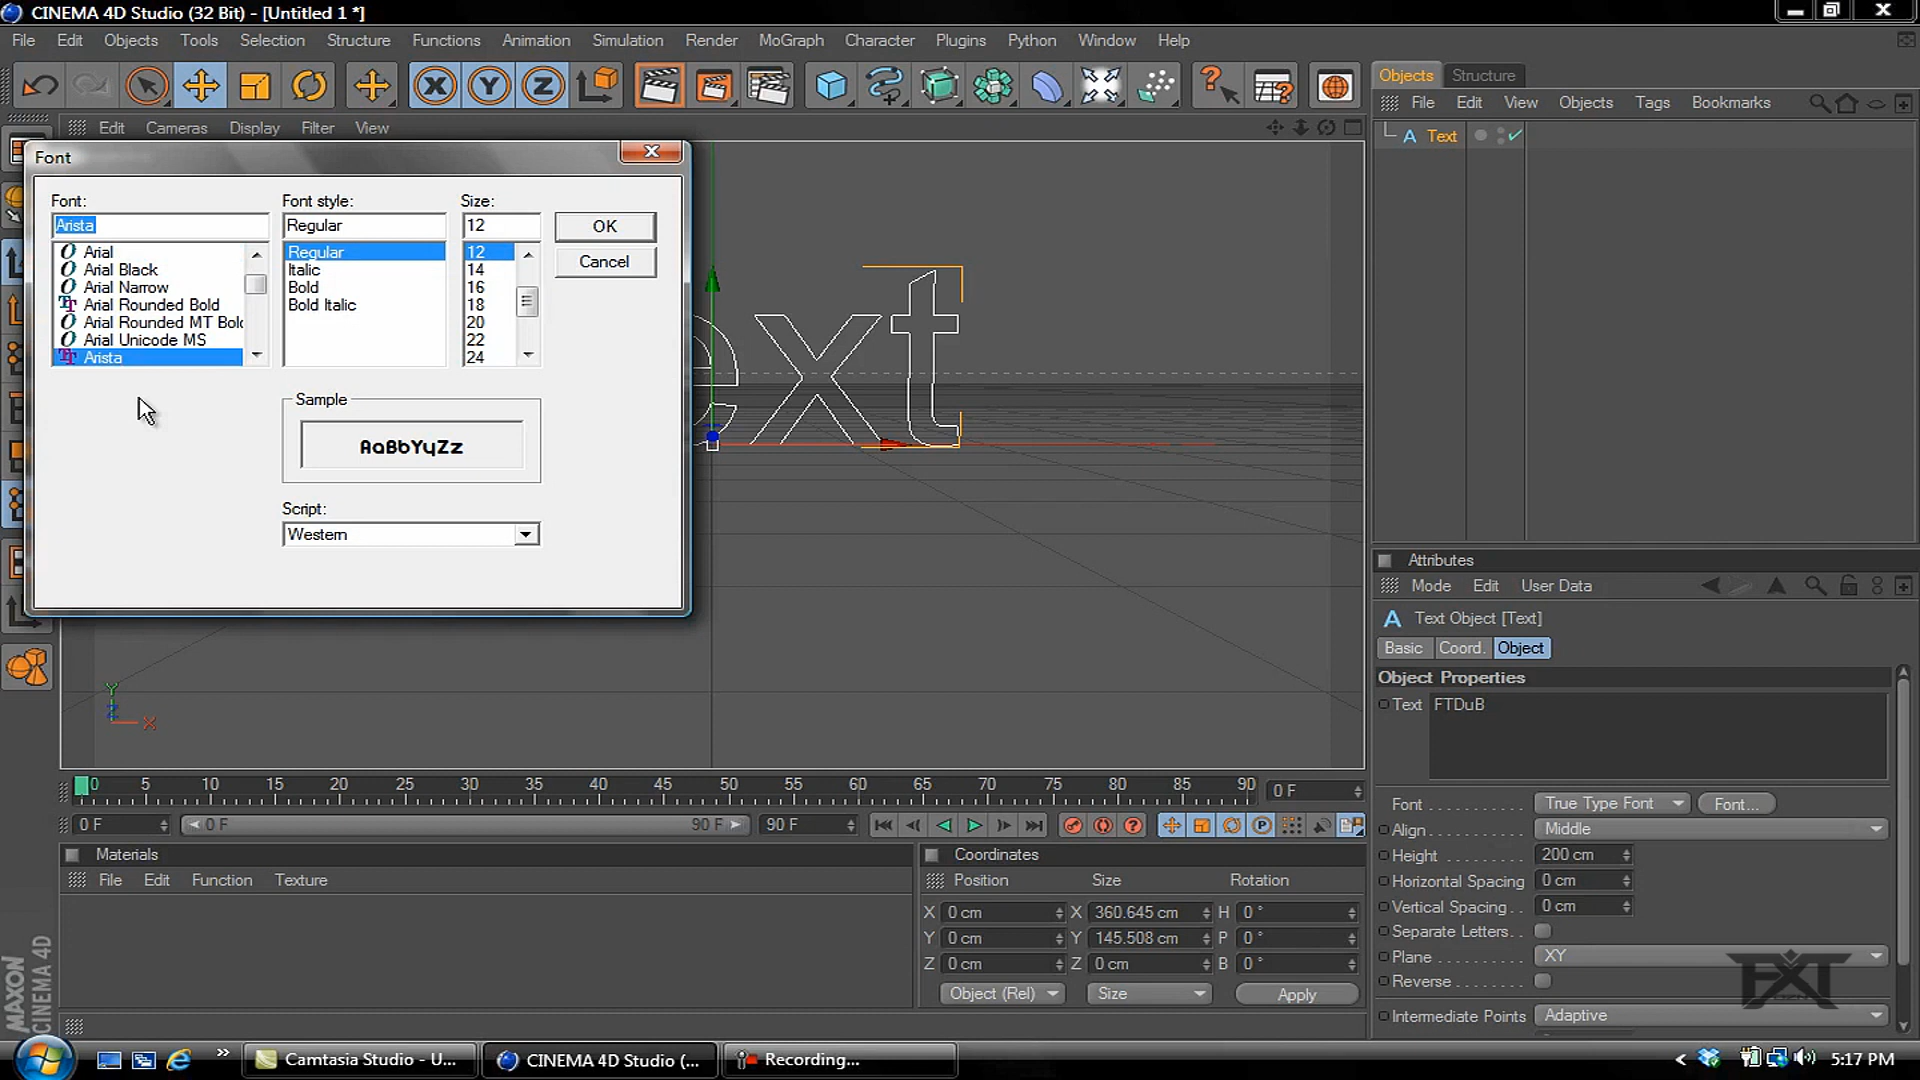 CINEMA 4D Studio (32 Bit) - [Untitled 1 *]
File Edit Objects Tools Selection Structure Functions Animation Simulation Render MoGraph Character Plugins Python Window Help
Objects Structure
File Edit View Objects Tags Bookmarks
Text
Edit Cameras Display Filter View
Font
Font: Font style: Size:
Arista Regular 12 OK
Cancel
Arial
Arial Black
Arial Narrow
Arial Rounded Bold
Arial Rounded MT Bold
Arial Unicode MS
Arista
Regular
Italic
Bold
Bold Italic
12
14
16
18
20
22
24
Sample
AaBbYyZz
Script:
Western
ext
Y
Z
X
Attributes
Mode Edit User Data
Text Object [Text]
Basic Coord. Object
Object Properties
Text FTDuB
Font True Type Font Font...
Align Middle
Height 200 cm
Horizontal Spacing 0 cm
Vertical Spacing 0 cm
Separate Letters
Plane XY
Reverse
Intermediate Points Adaptive
0 5 10 15 20 25 30 35 40 45 50 55 60 65 70 75 80 85 90 0 F
0 F 0 F 90 F 90 F
Materials
File Edit Function Texture
Coordinates
Position Size Rotation
X 0 cm X 360.645 cm H 0 °
Y 0 cm Y 145.508 cm P 0 °
Z 0 cm Z 0 cm B 0 °
Object (Rel) Size Apply
MAXON
CINEMA 4D
Camtasia Studio - U... CINEMA 4D Studio (... Recording... 5:17 PM